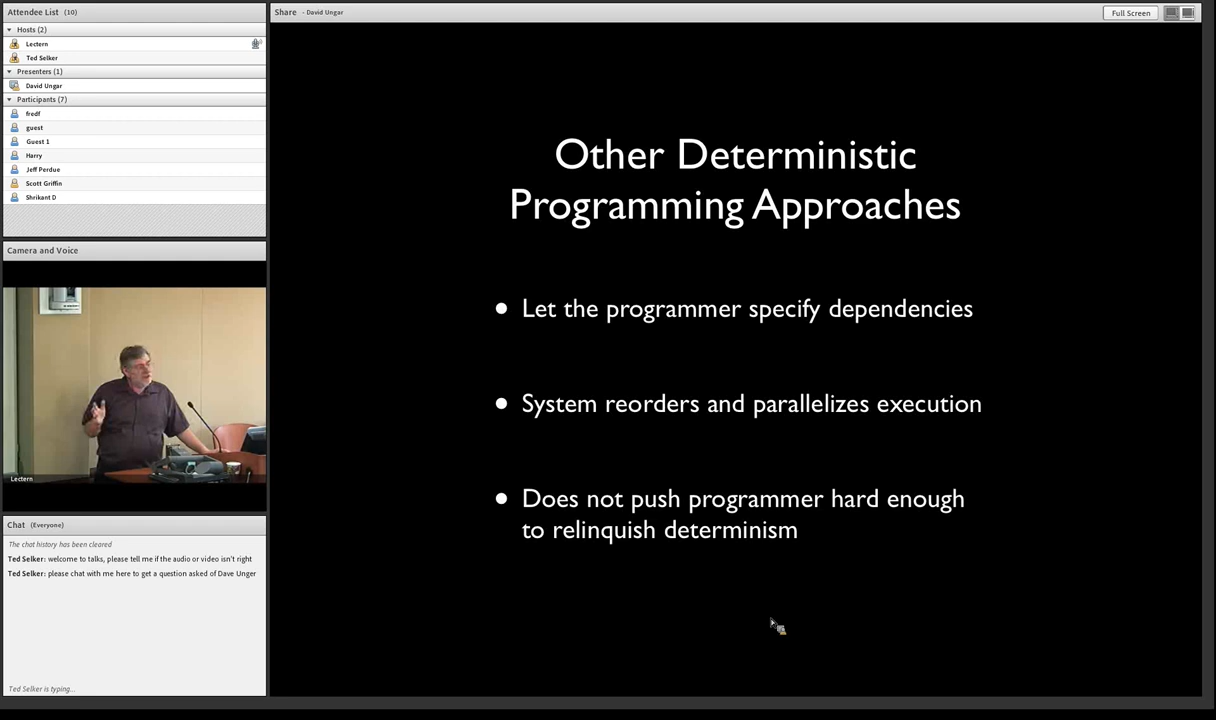 Attendee List (10)
Hosts (2)
Lectern
Ted Selker
Presenters (1)
David Ungar
Participants (7)
fredf
guest
Guest 1
Harry
Jeff Perdue
Scott Griffin
Shrikant D
Camera and Voice
Lectern
Chat (Everyone)
The chat history has been cleared
Ted Selker: welcome to talks, please tell me if the audio or video isn't right
Ted Selker: please chat with me here to get a question asked of Dave Unger
Ted Selker is typing...
Share - David Ungar
Full Screen
Other Deterministic
Programming Approaches
• Let the programmer specify dependencies
• System reorders and parallelizes execution
• Does not push programmer hard enough
to relinquish determinism